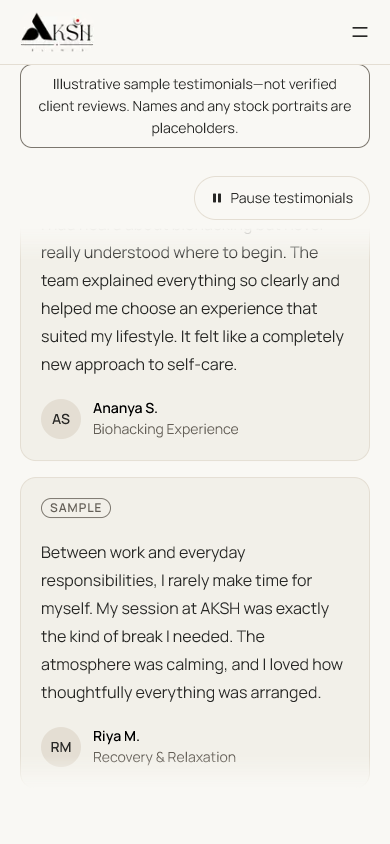 AKSH
Illustrative sample testimonials—not verified
client reviews. Names and any stock portraits are
placeholders.
Pause testimonials
really understood where to begin. The
team explained everything so clearly and
helped me choose an experience that
suited my lifestyle. It felt like a completely
new approach to self-care.
AS
Ananya S.
Biohacking Experience
SAMPLE
Between work and everyday
responsibilities, I rarely make time for
myself. My session at AKSH was exactly
the kind of break I needed. The
atmosphere was calming, and I loved how
thoughtfully everything was arranged.
RM
Riya M.
Recovery & Relaxation